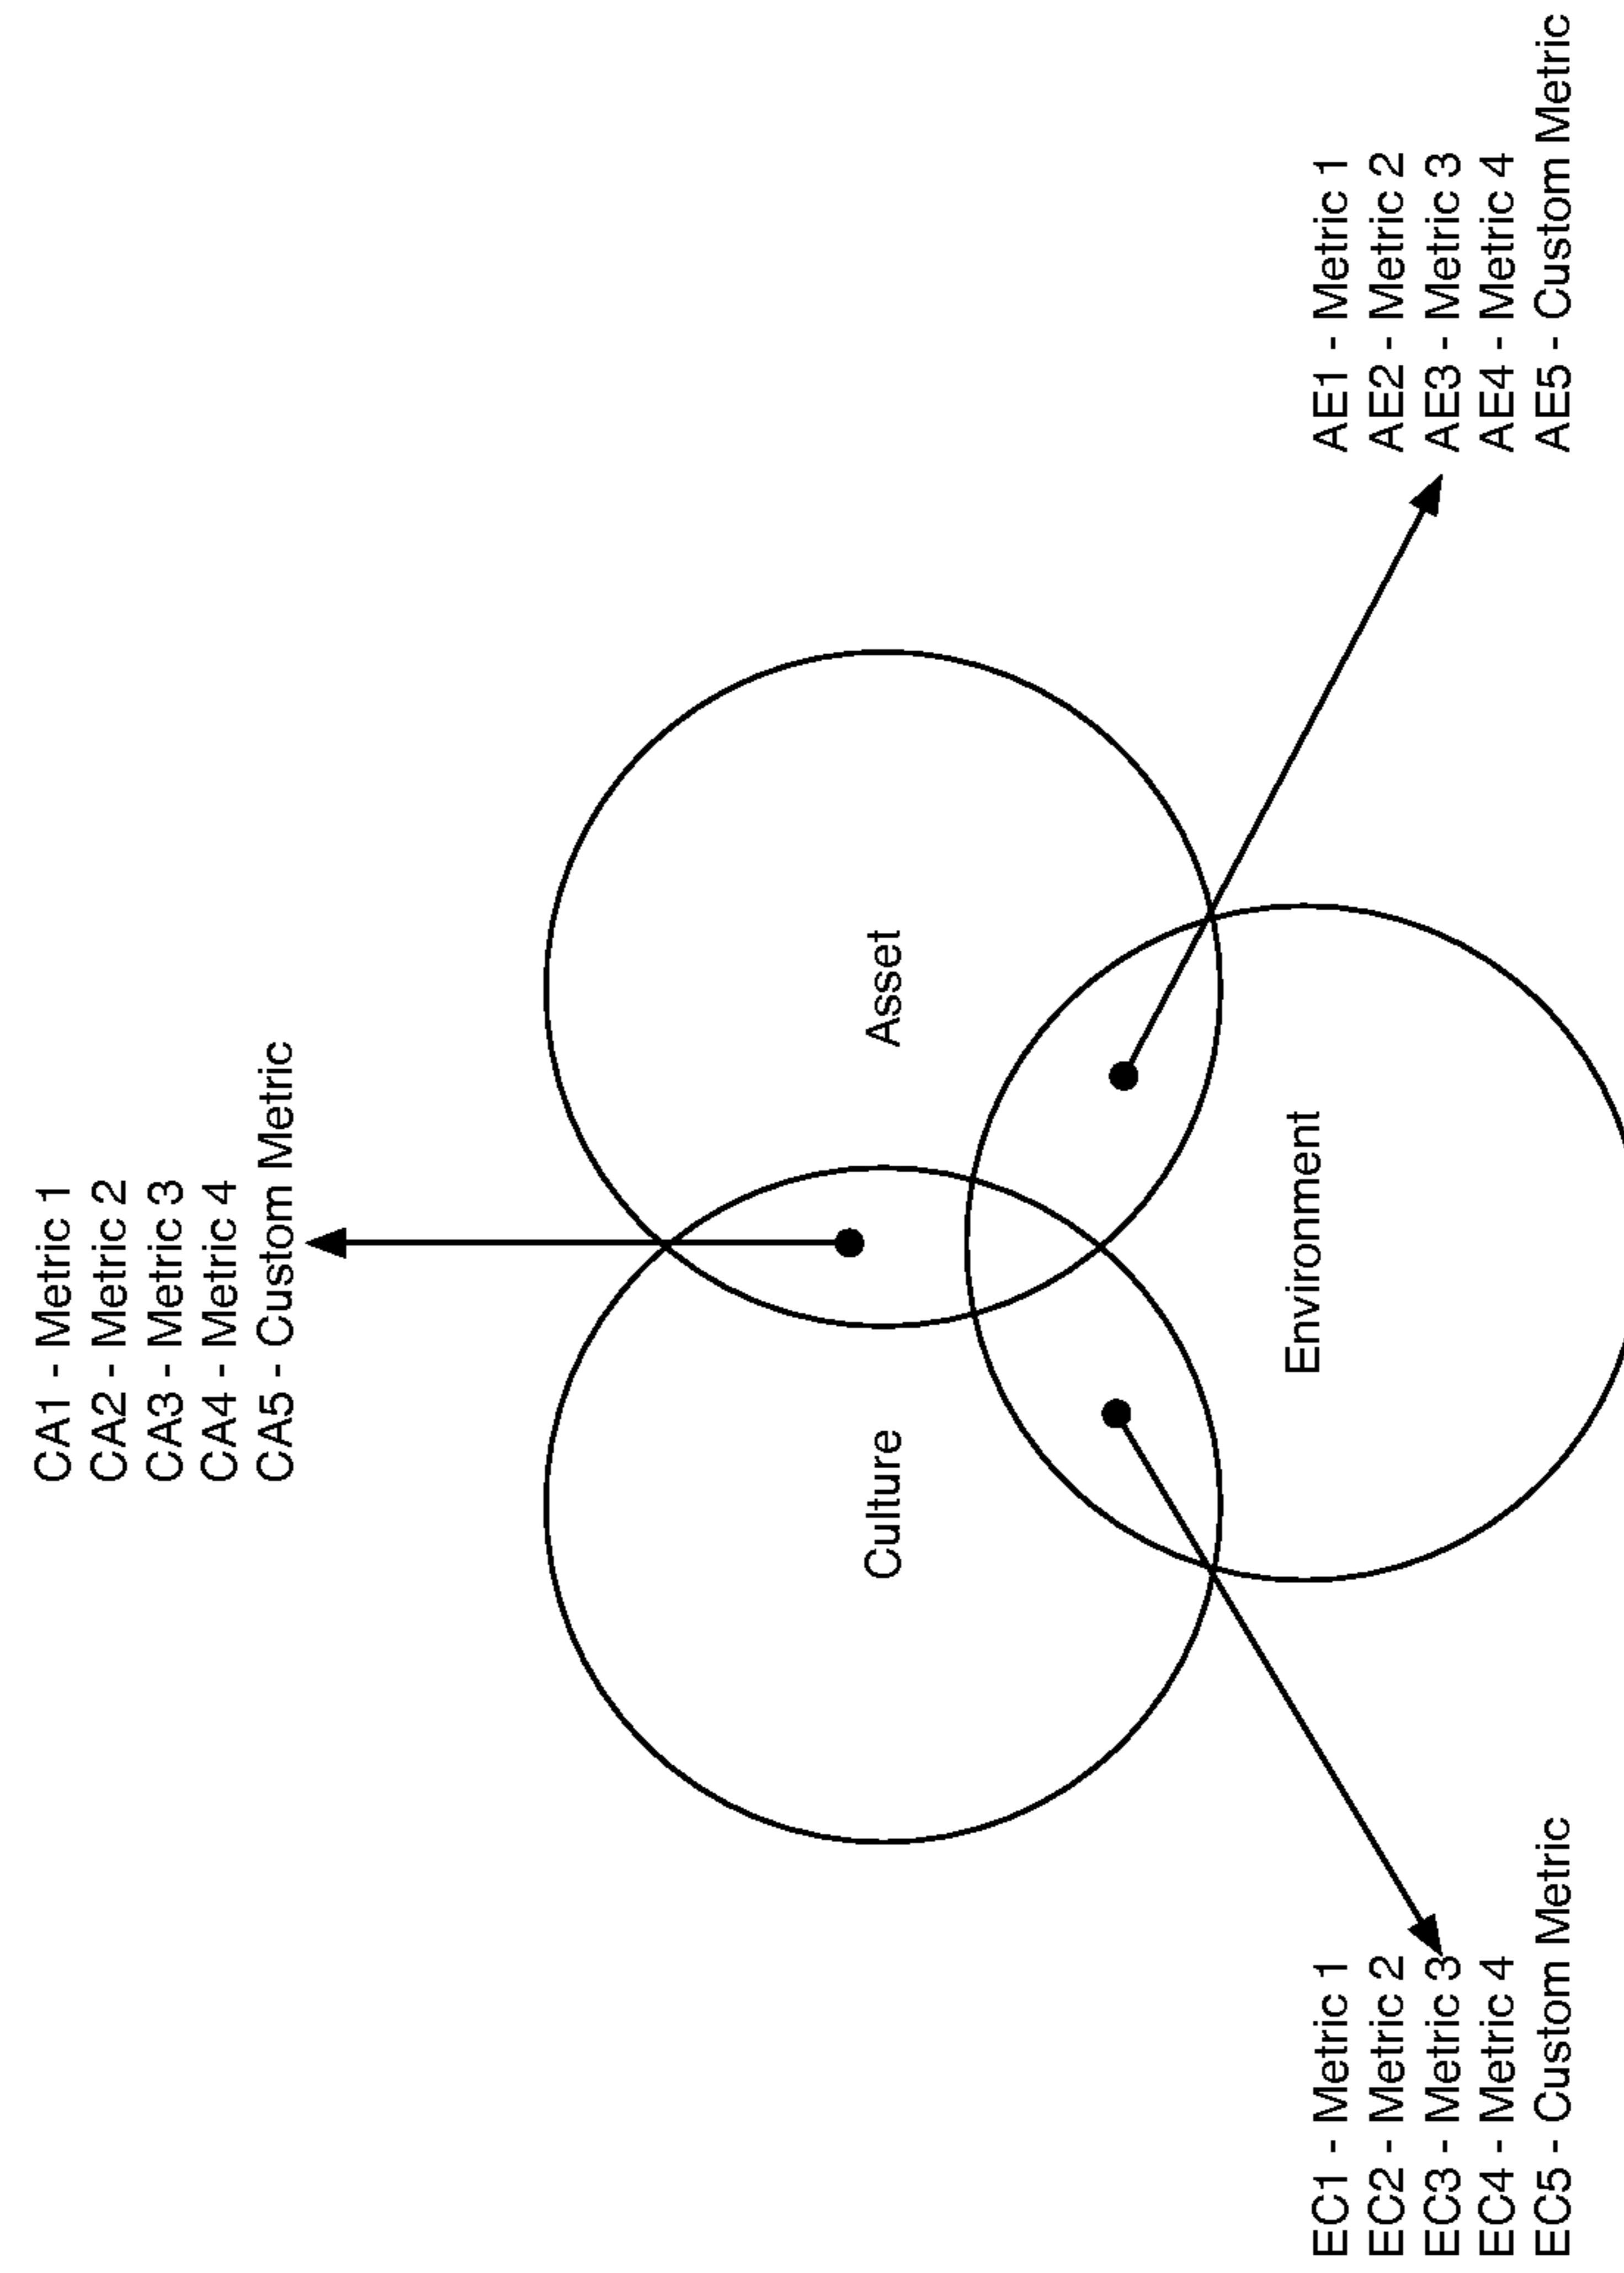 CA1 - Metric 1
CA2 - Metric 2
CA3 - Metric 3
CA4 - Metric 4
CA5 - Custom Metric
Culture
Asset
Environment
EC1 - Metric 1
EC2 - Metric 2
EC3 - Metric 3
EC4 - Metric 4
EC5 - Custom Metric
AE1 - Metric 1
AE2 - Metric 2
AE3 - Metric 3
AE4 - Metric 4
AE5 - Custom Metric